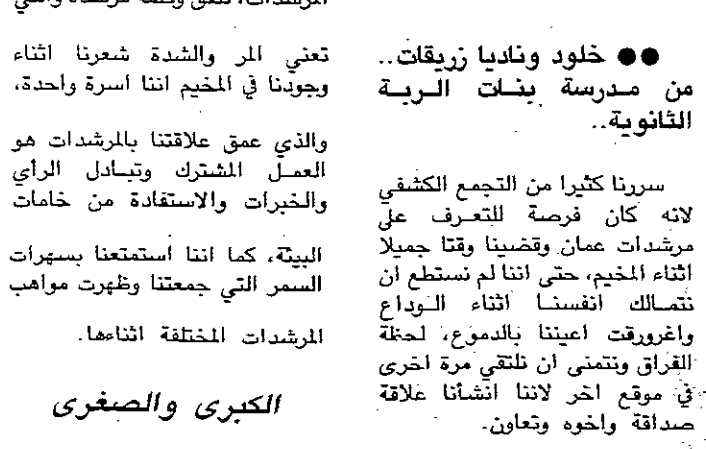 ●● خلود وناديا زريقات..
من مدرسة بنات الربة
الثانوية..
سررنا كثيرا من التجمع الكشفي
لانه كان فرصة للتعرف على
مرشدات عمان وقضينا وقتا جميلا
اثناء المخيم، حتى اننا لم نستطع ان
نتمالك انفسنا اثناء الوداع
واغرورقت اعيننا بالدموع، لحظة
الفراق ونتمنى ان نلتقي مرة اخرى
في موقع اخر لاننا انشأنا علاقة
صداقة واخوه وتعاون.
تعني المر والشدة شعرنا اثناء
وجودنا في المخيم اننا اسرة واحدة،
والذي عمق علاقتنا بالمرشدات هو
العمل المشترك وتبادل الرأي
والخبرات والاستفادة من خامات
البيئة، كما اننا استمتعنا بسهرات
السمر التي جمعتنا وظهرت مواهب
المرشدات المختلفة اثناءها.
الكبرى والصغرى